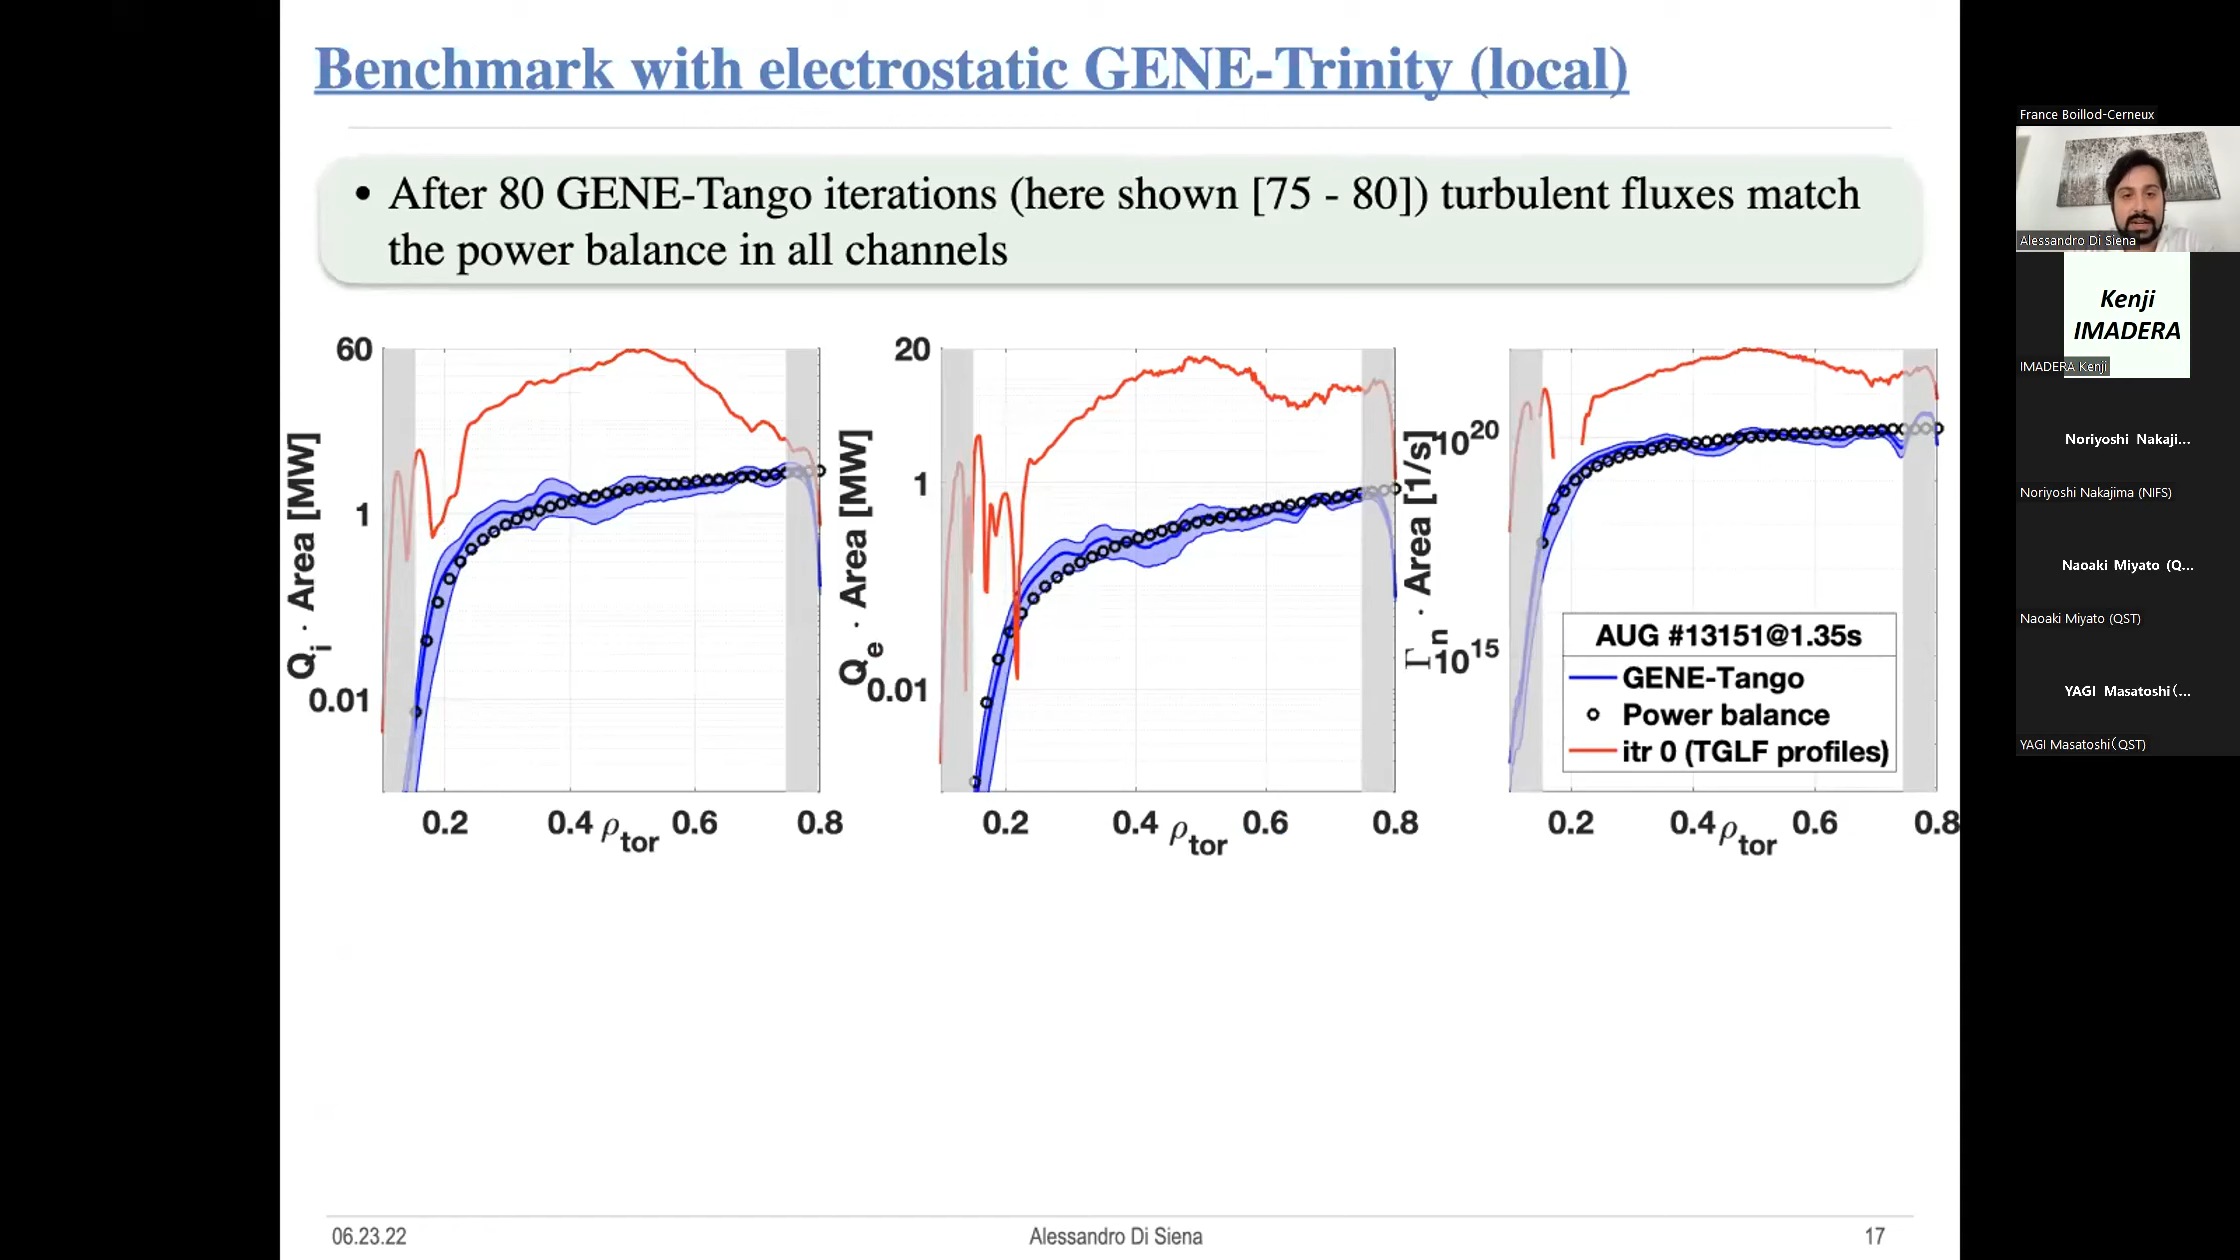 Benchmark with electrostatic GENE-Trinity (local)
• After 80 GENE-Tango iterations (here shown [75 - 80]) turbulent fluxes match
the power balance in all channels
60
1
0.01
Qi · Area [MW]
0.2 0.4 ρtor 0.6 0.8
20
1
0.01
Qe · Area [MW]
0.2 0.4 ρtor 0.6 0.8
10^20
10^15
Γn · Area [1/s]
0.2 0.4 ρtor 0.6 0.8
AUG #13151@1.35s
GENE-Tango
Power balance
itr 0 (TGLF profiles)
06.23.22 Alessandro Di Siena 17
France Boillod-Cerneux
Alessandro Di Siena
Kenji
IMADERA
IMADERA Kenji
Noriyoshi Nakaji...
Noriyoshi Nakajima (NIFS)
Naoaki Miyato (Q...
Naoaki Miyato (QST)
YAGI Masatoshi(...
YAGI Masatoshi(QST)